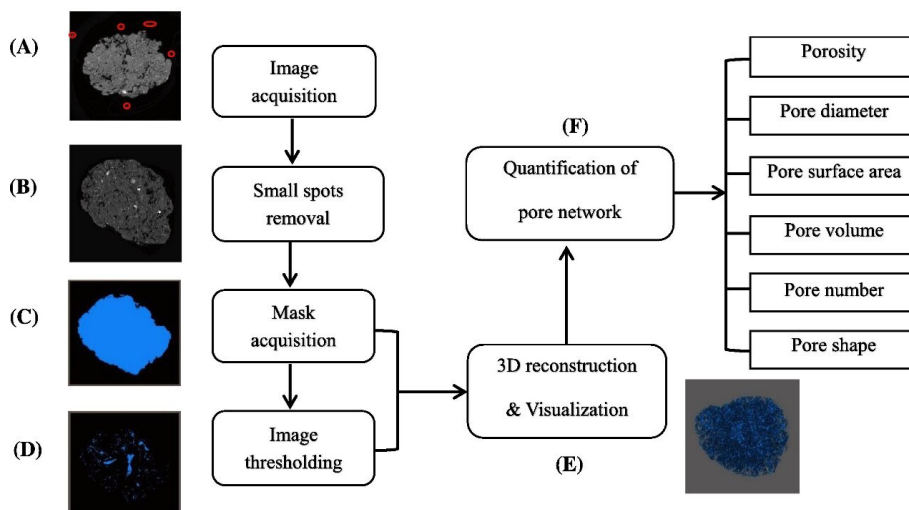 (A)
Image
acquisition
(B)
Small spots
removal
(C)
Mask
acquisition
(D)
Image
thresholding
3D reconstruction
& Visualization
(E)
(F)
Quantification of
pore network
Porosity
Pore diameter
Pore surface area
Pore volume
Pore number
Pore shape